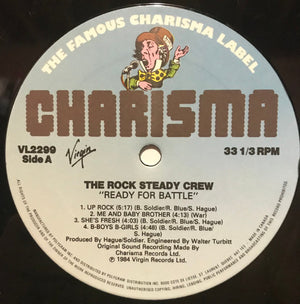 THE FAMOUS CHARISMA LABEL
CHARISMA
VL2299
Side A
Virgin
33 1/3 RPM
THE ROCK STEADY CREW
"READY FOR BATTLE"
1. UP ROCK (5:17) (B. Soldier/R. Blue/S. Hague)
2. ME AND BABY BROTHER (4:13) (War)
3. SHE'S FRESH (4:03) (B. Soldier/R. Blue/S. Hague)
4. B-BOYS B-GIRLS (4:48) (B. Soldier/R. Blue/
S. Hague)
Produced By Hague/Soldier. Engineered By Walter Turbitt
Original Sound Recording Made By
Charisma Records Ltd.
℗ 1984 Virgin Records Ltd.